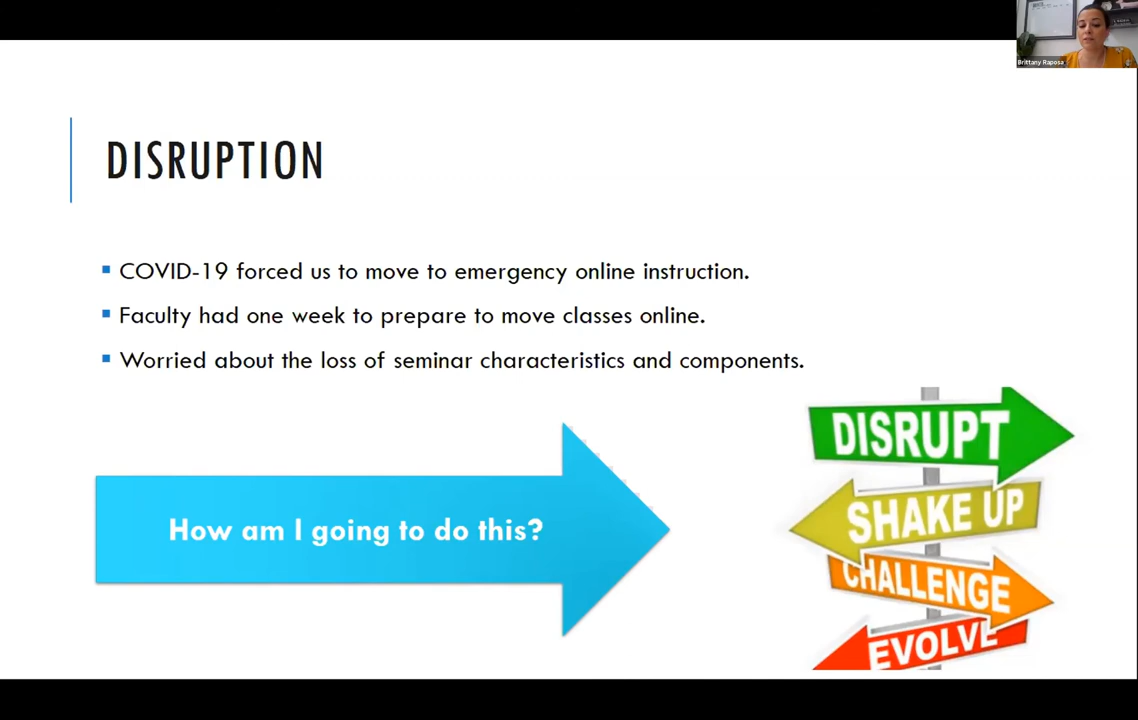 Brittany Raposa
DISRUPTION
COVID-19 forced us to move to emergency online instruction.
Faculty had one week to prepare to move classes online.
Worried about the loss of seminar characteristics and components.
How am I going to do this?
DISRUPT
SHAKE UP
CHALLENGE
EVOLVE